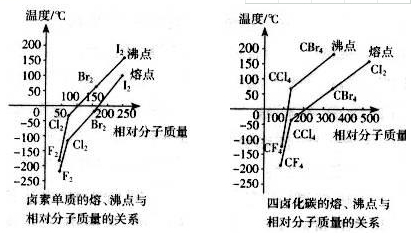 温度/℃
200
150
100
50
0
-50
-100
-150
-200
-250
50 100 150 200 250
相对分子质量
I₂ 沸点
熔点
I₂
Br₂
Br₂
Cl₂
Cl₂
F₂
F₂
卤素单质的熔、沸点与
相对分子质量的关系
温度/℃
200
150
100
50
0
-50
-100
-150
-200
-250
100 200 300 400 500
相对分子质量
CBr₄ 沸点
熔点
Cl₂
CCl₄
CBr₄
CCl₄
CF₄
CF₄
四卤化碳的熔、沸点与
相对分子质量的关系